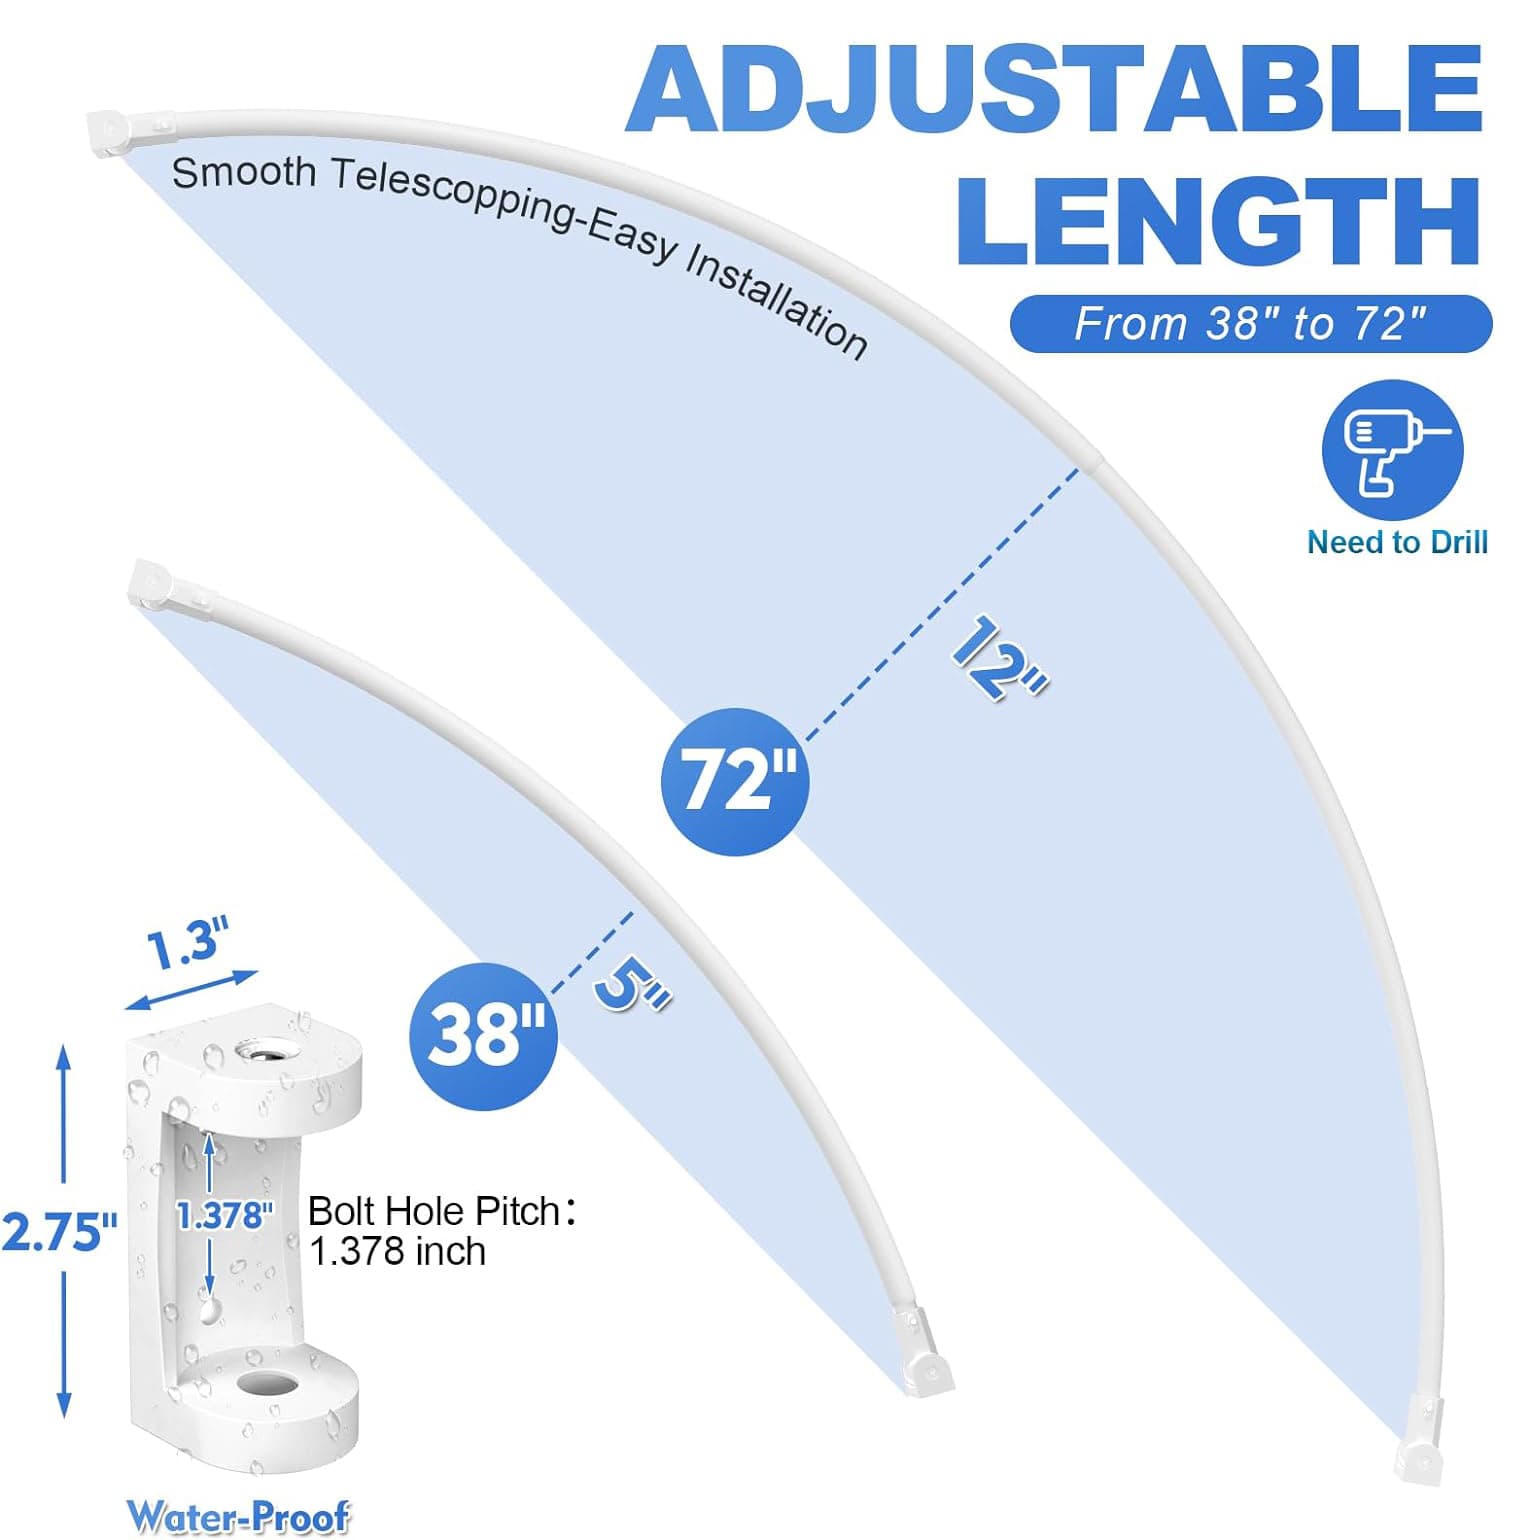 ADJUSTABLE
LENGTH
From 38" to 72"
Smooth Telescopping-Easy Installation
Need to Drill
12"
72"
5"
38"
1.3"
2.75"
1.378"
Bolt Hole Pitch:
1.378 inch
Water-Proof